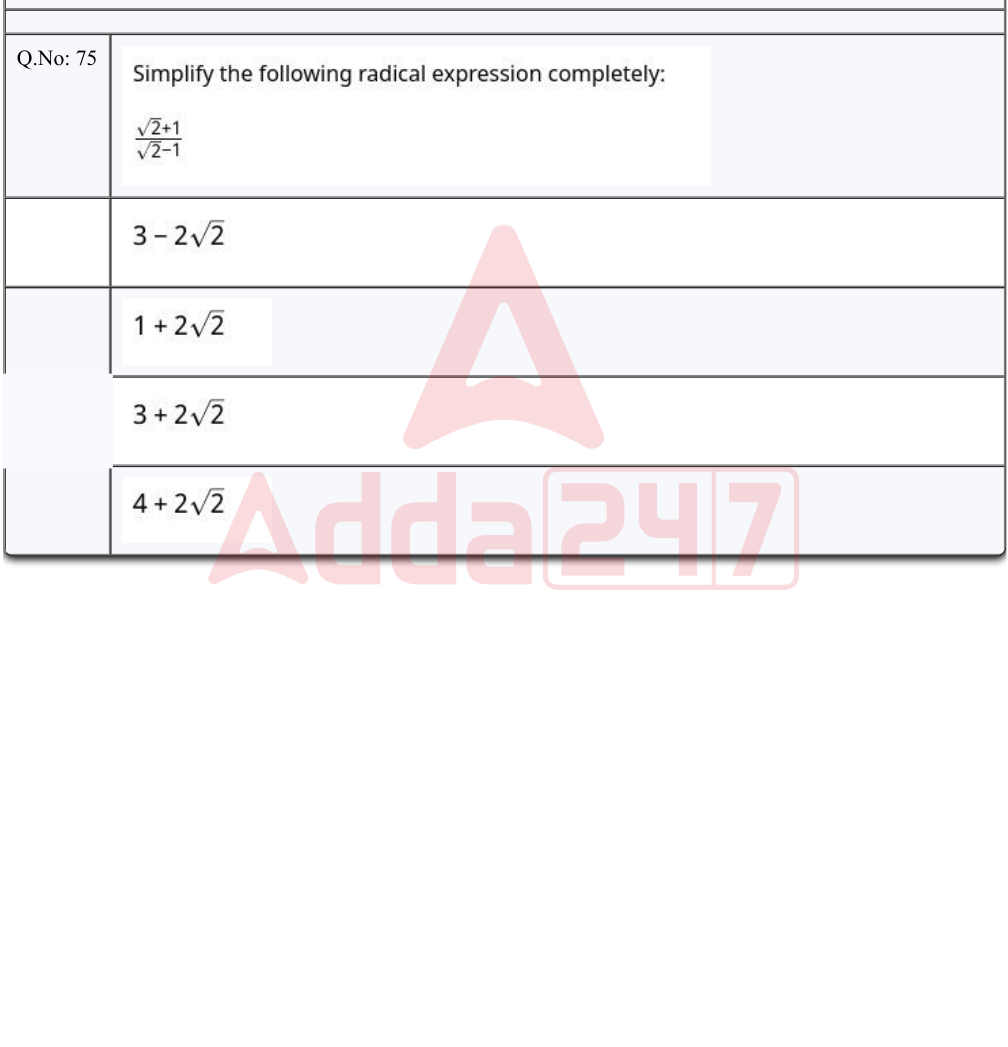 Q.No: 75
Simplify the following radical expression completely:
√2+1
√2−1
3 − 2√2
1 + 2√2
3 + 2√2
4 + 2√2
Adda247